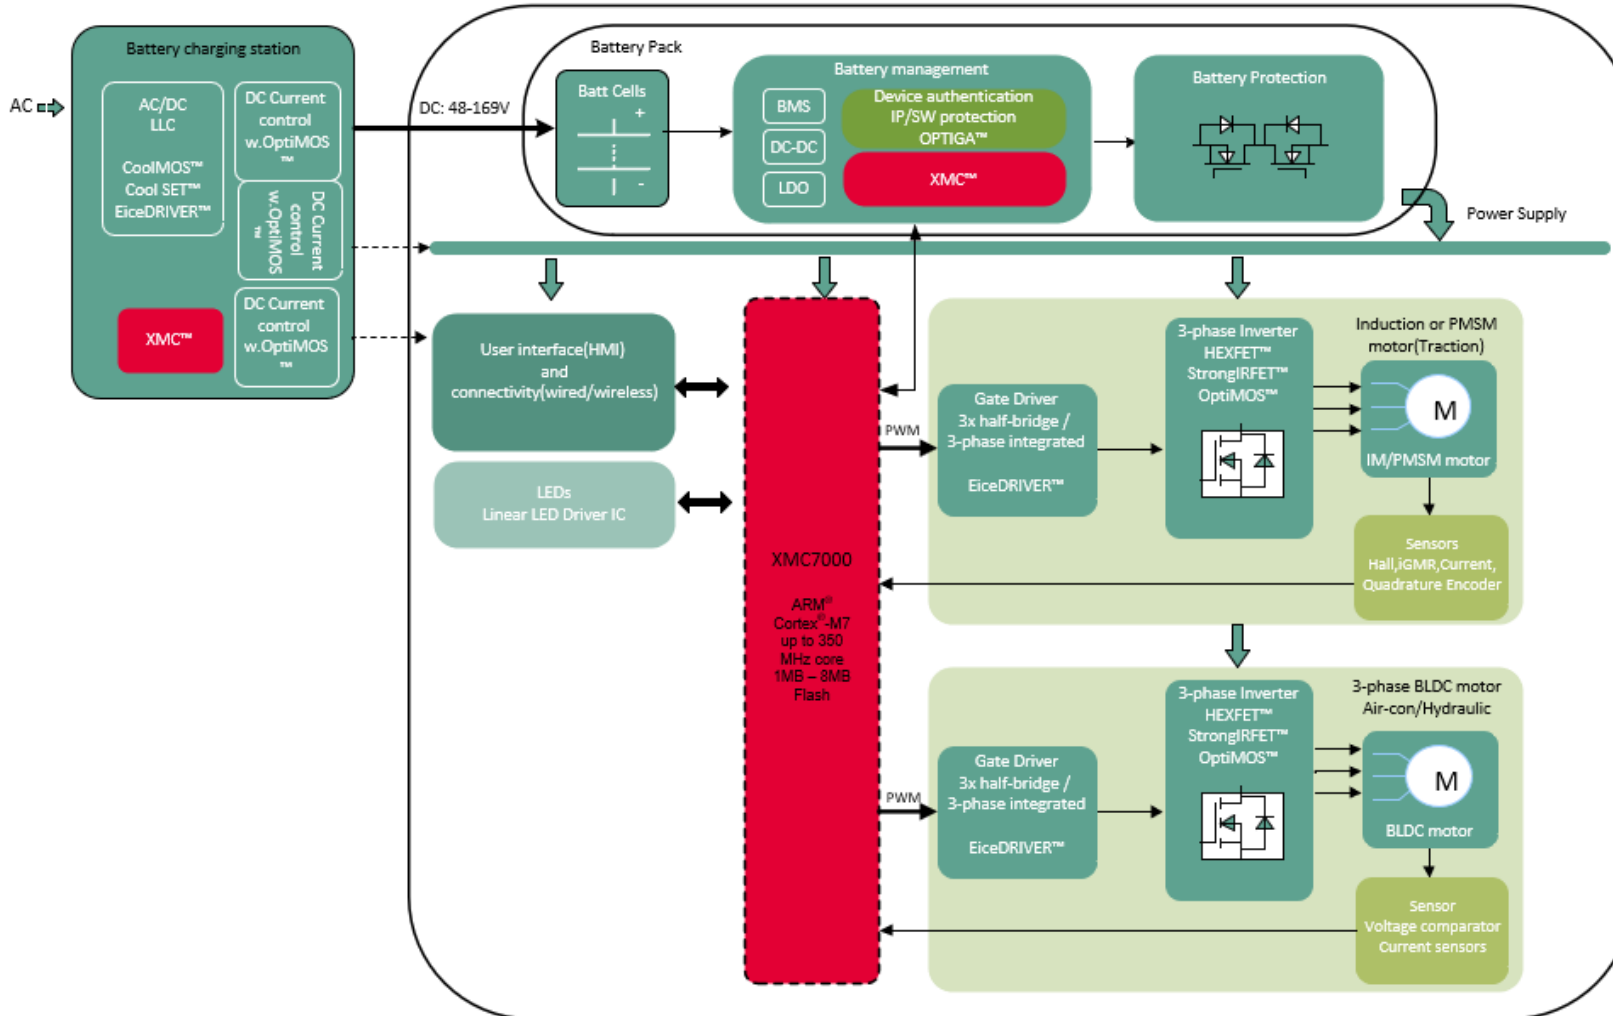 AC
Battery charging station
AC/DC
LLC
CoolMOS™
Cool SET™
EiceDRIVER™
DC Current
control
w.OptiMOS
™
DC Current
control
w.OptiMOS
™
DC Current
control
w.OptiMOS
™
XMC™
DC: 48-169V
Battery Pack
Batt Cells
+
-
Battery management
BMS
DC-DC
LDO
Device authentication
IP/SW protection
OPTIGA™
XMC™
Battery Protection
Power Supply
User interface(HMI)
and
connectivity(wired/wireless)
LEDs
Linear LED Driver IC
XMC7000
ARM®
Cortex®-M7
up to 350
MHz core
1MB – 8MB
Flash
PWM
Gate Driver
3x half-bridge /
3-phase integrated
EiceDRIVER™
3-phase Inverter
HEXFET™
StrongIRFET™
OptiMOS™
Induction or PMSM
motor(Traction)
M
IM/PMSM motor
Sensors
Hall,iGMR,Current,
Quadrature Encoder
PWM
Gate Driver
3x half-bridge /
3-phase integrated
EiceDRIVER™
3-phase Inverter
HEXFET™
StrongIRFET™
OptiMOS™
3-phase BLDC motor
Air-con/Hydraulic
M
BLDC motor
Sensor
Voltage comparator
Current sensors